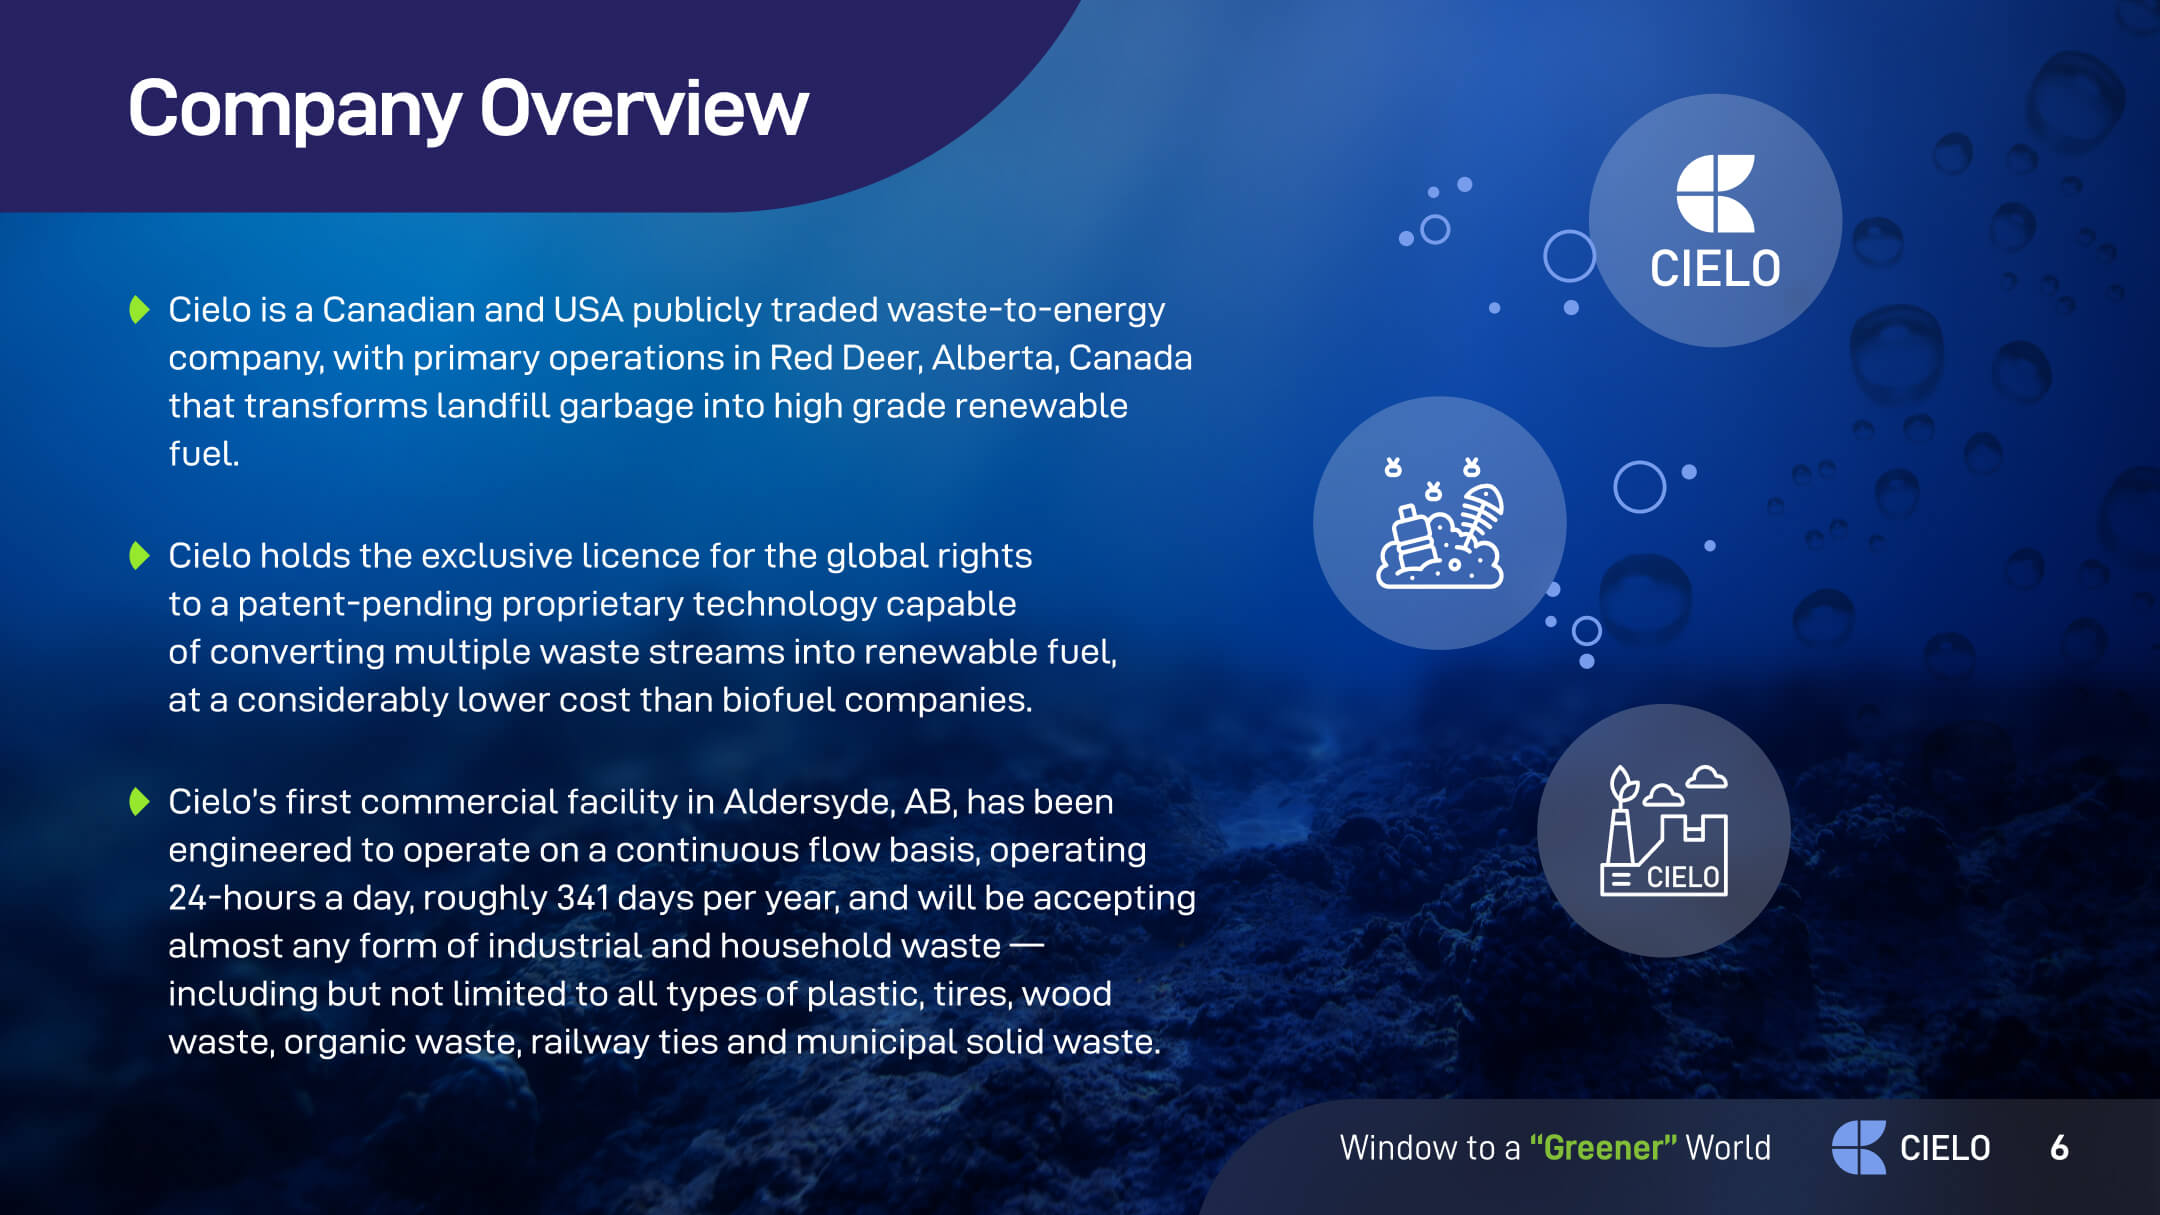 Company Overview
CIELO
Cielo is a Canadian and USA publicly traded waste-to-energy
company, with primary operations in Red Deer, Alberta, Canada
that transforms landfill garbage into high grade renewable
fuel.
Cielo holds the exclusive licence for the global rights
to a patent-pending proprietary technology capable
of converting multiple waste streams into renewable fuel,
at a considerably lower cost than biofuel companies.
Cielo’s first commercial facility in Aldersyde, AB, has been
engineered to operate on a continuous flow basis, operating
24-hours a day, roughly 341 days per year, and will be accepting
almost any form of industrial and household waste —
including but not limited to all types of plastic, tires, wood
waste, organic waste, railway ties and municipal solid waste.
CIELO
Window to a “Greener” World
CIELO
6